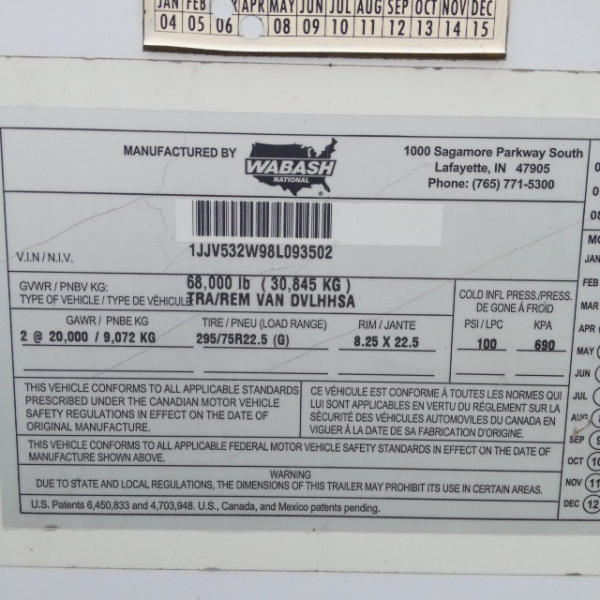 JAN FEB APR MAY JUN JUL AUG SEP OCT NOV DEC
04 05 06 08 09 10 11 12 13 14 15
MANUFACTURED BY WABASH NATIONAL
1000 Sagamore Parkway South
Lafayette, IN 47905
Phone: (765) 771-5300
V.I.N / N.I.V. 1JJV532W98L093502
GVWR / PNBV KG: 68,000 lb (30,845 KG)
TYPE OF VEHICLE / TYPE DE VÉHICULE TRA/REM VAN DVLHHSA
GAWR / PNBE KG TIRE / PNEU (LOAD RANGE) RIM / JANTE
2 @ 20,000 / 9,072 KG 295/75R22.5 (G) 8.25 X 22.5
COLD INFL PRESS./PRESS.
DE GONE À FROID
PSI/LPC KPA
100 690
THIS VEHICLE CONFORMS TO ALL APPLICABLE STANDARDS
PRESCRIBED UNDER THE CANADIAN MOTOR VEHICLE
SAFETY REGULATIONS IN EFFECT ON THE DATE OF
ORIGINAL MANUFACTURE.
CE VÉHICULE EST CONFORME À TOUTES LES NORMES QUI
LUI SONT APPLICABLES EN VERTU DU RÉGLEMENT SUR LA
SÉCURITÉ DES VÉHICULES AUTOMOVILES DU CANADA EN
VIGUER À LA DATE DE SA FABRICATION D'ORIGINE.
THIS VEHICLE CONFORMS TO ALL APPLICABLE FEDERAL MOTOR VEHICLE SAFETY STANDARDS IN EFFECT ON THE DATE OF
MANUFACTURE SHOWN ABOVE.
WARNING
DUE TO STATE AND LOCAL REGULATIONS, THE DIMENSIONS OF THIS TRAILER MAY PROHIBIT ITS USE IN CERTAIN AREAS.
U.S. Patents 6,450,833 and 4,703,948. U.S., Canada, and Mexico patents pending.
JAN
FEB
MAR
APR
MAY
JUN
JUL
AUG
SEP 9
OCT 10
NOV 11
DEC 12